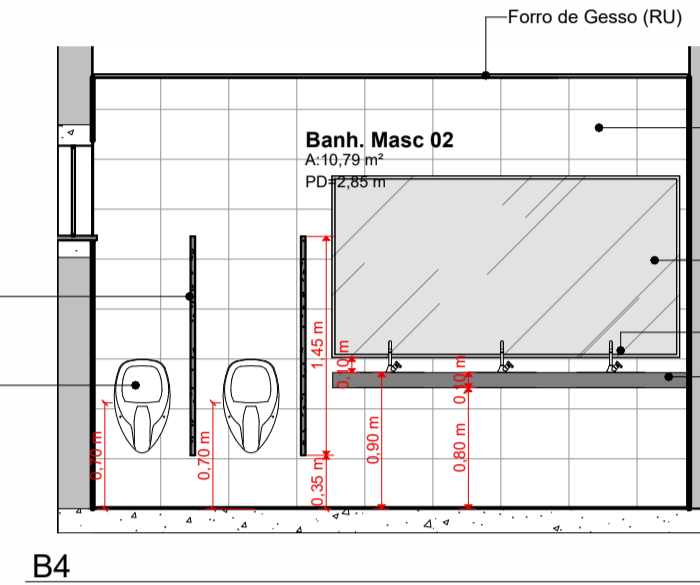 Forro de Gesso (RU)
Banh. Masc 02
A:10,79 m²
PD=2,85 m
1,45 m
0,10 m
0,10 m
0,70 m
0,70 m
0,35 m
0,90 m
0,80 m
B4